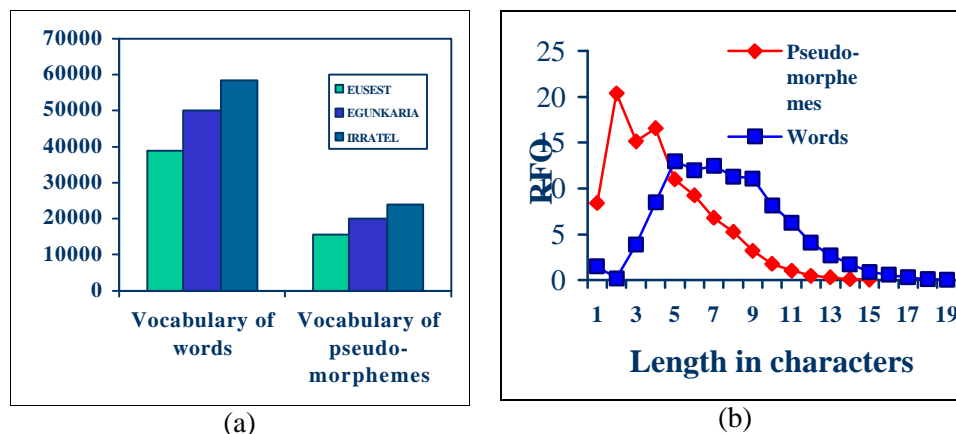 70000
60000
50000
40000
30000
20000
10000
0
EUSEST
EGUNKARIA
IRRATEL
Vocabulary of
words
Vocabulary of
pseudo-
morphemes
(a)
25
20
15
10
5
0
RFO
Pseudo-
morphe
mes
Words
1 3 5 7 9 11 13 15 17 19
Length in characters
(b)